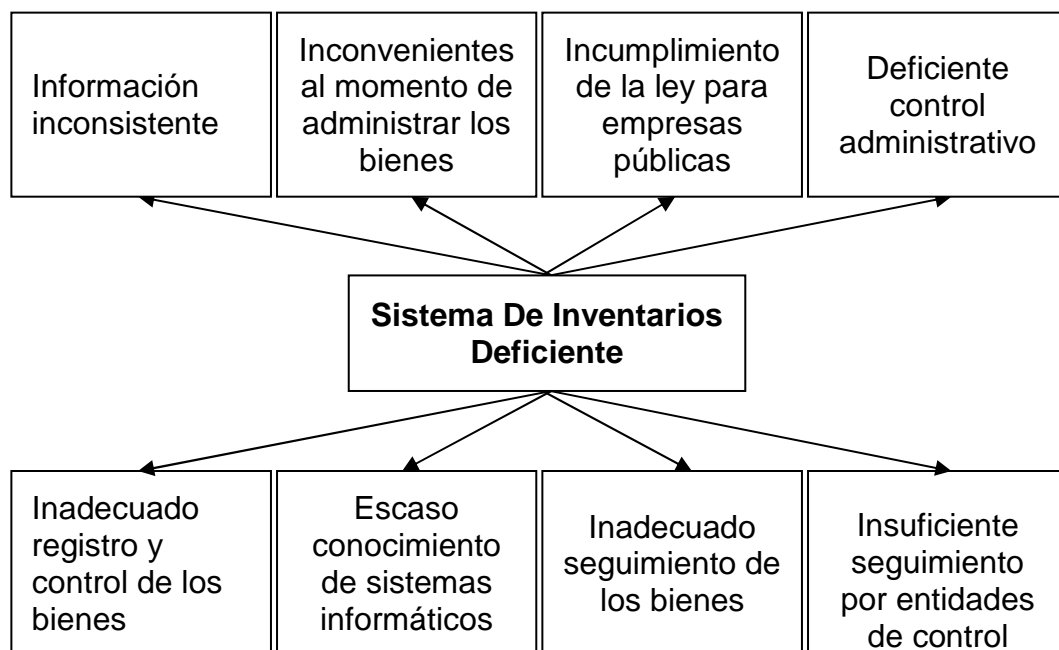 Información
inconsistente
Inconvenientes
al momento de
administrar los
bienes
Incumplimiento
de la ley para
empresas
públicas
Deficiente
control
administrativo
Sistema De Inventarios
Deficiente
Inadecuado
registro y
control de los
bienes
Escaso
conocimiento
de sistemas
informáticos
Inadecuado
seguimiento de
los bienes
Insuficiente
seguimiento
por entidades
de control